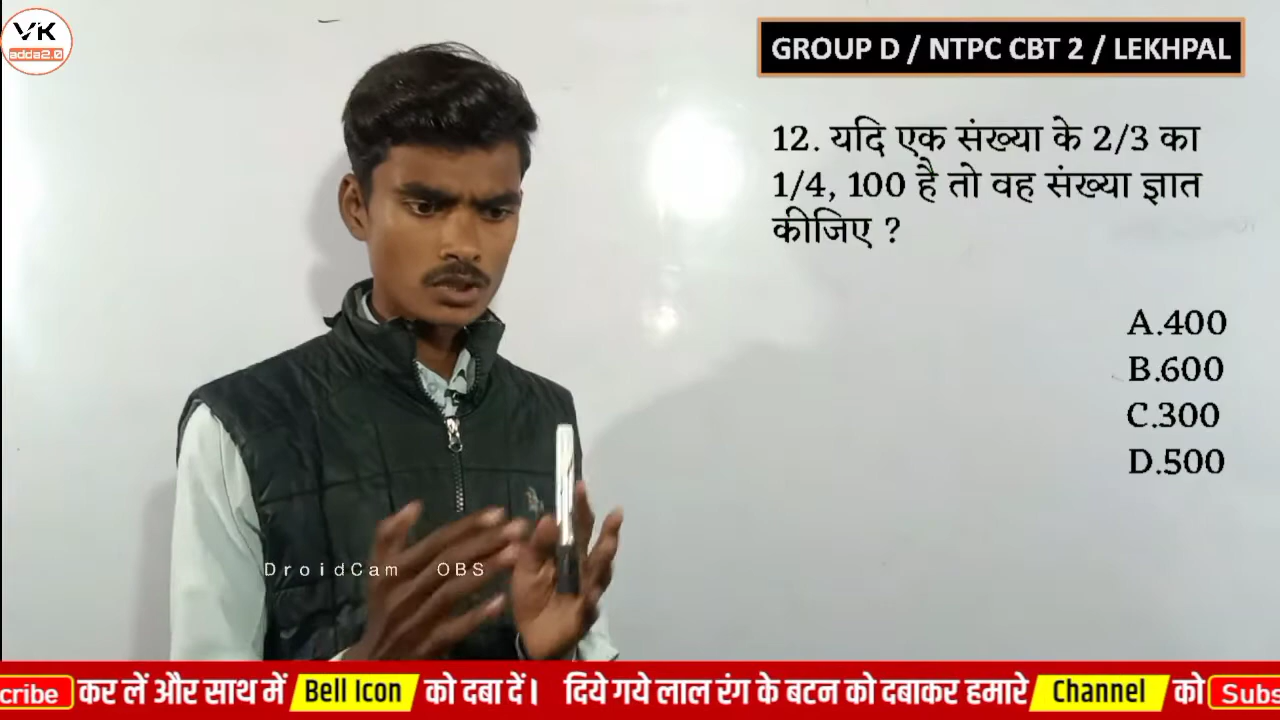 VK
adda2.0
GROUP D / NTPC CBT 2 / LEKHPAL
12. यदि एक संख्या के 2/3 का
1/4, 100 है तो वह संख्या ज्ञात
कीजिए ?
A.400
B.600
C.300
D.500
DroidCam OBS
cribe कर लें और साथ में Bell Icon को दबा दें। दिये गये लाल रंग के बटन को दबाकर हमारे Channel को Subs